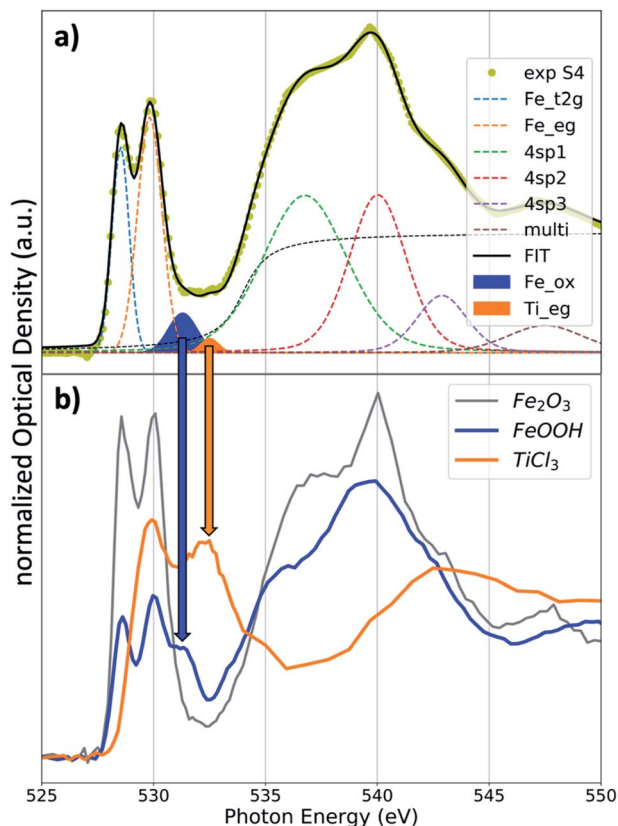 a)
exp S4
Fe_t2g
Fe_eg
4sp1
4sp2
4sp3
multi
FIT
Fe_ox
Ti_eg
normalized Optical Density (a.u.)
b)
Fe₂O₃
FeOOH
TiCl₃
525 530 535 540 545 550
Photon Energy (eV)